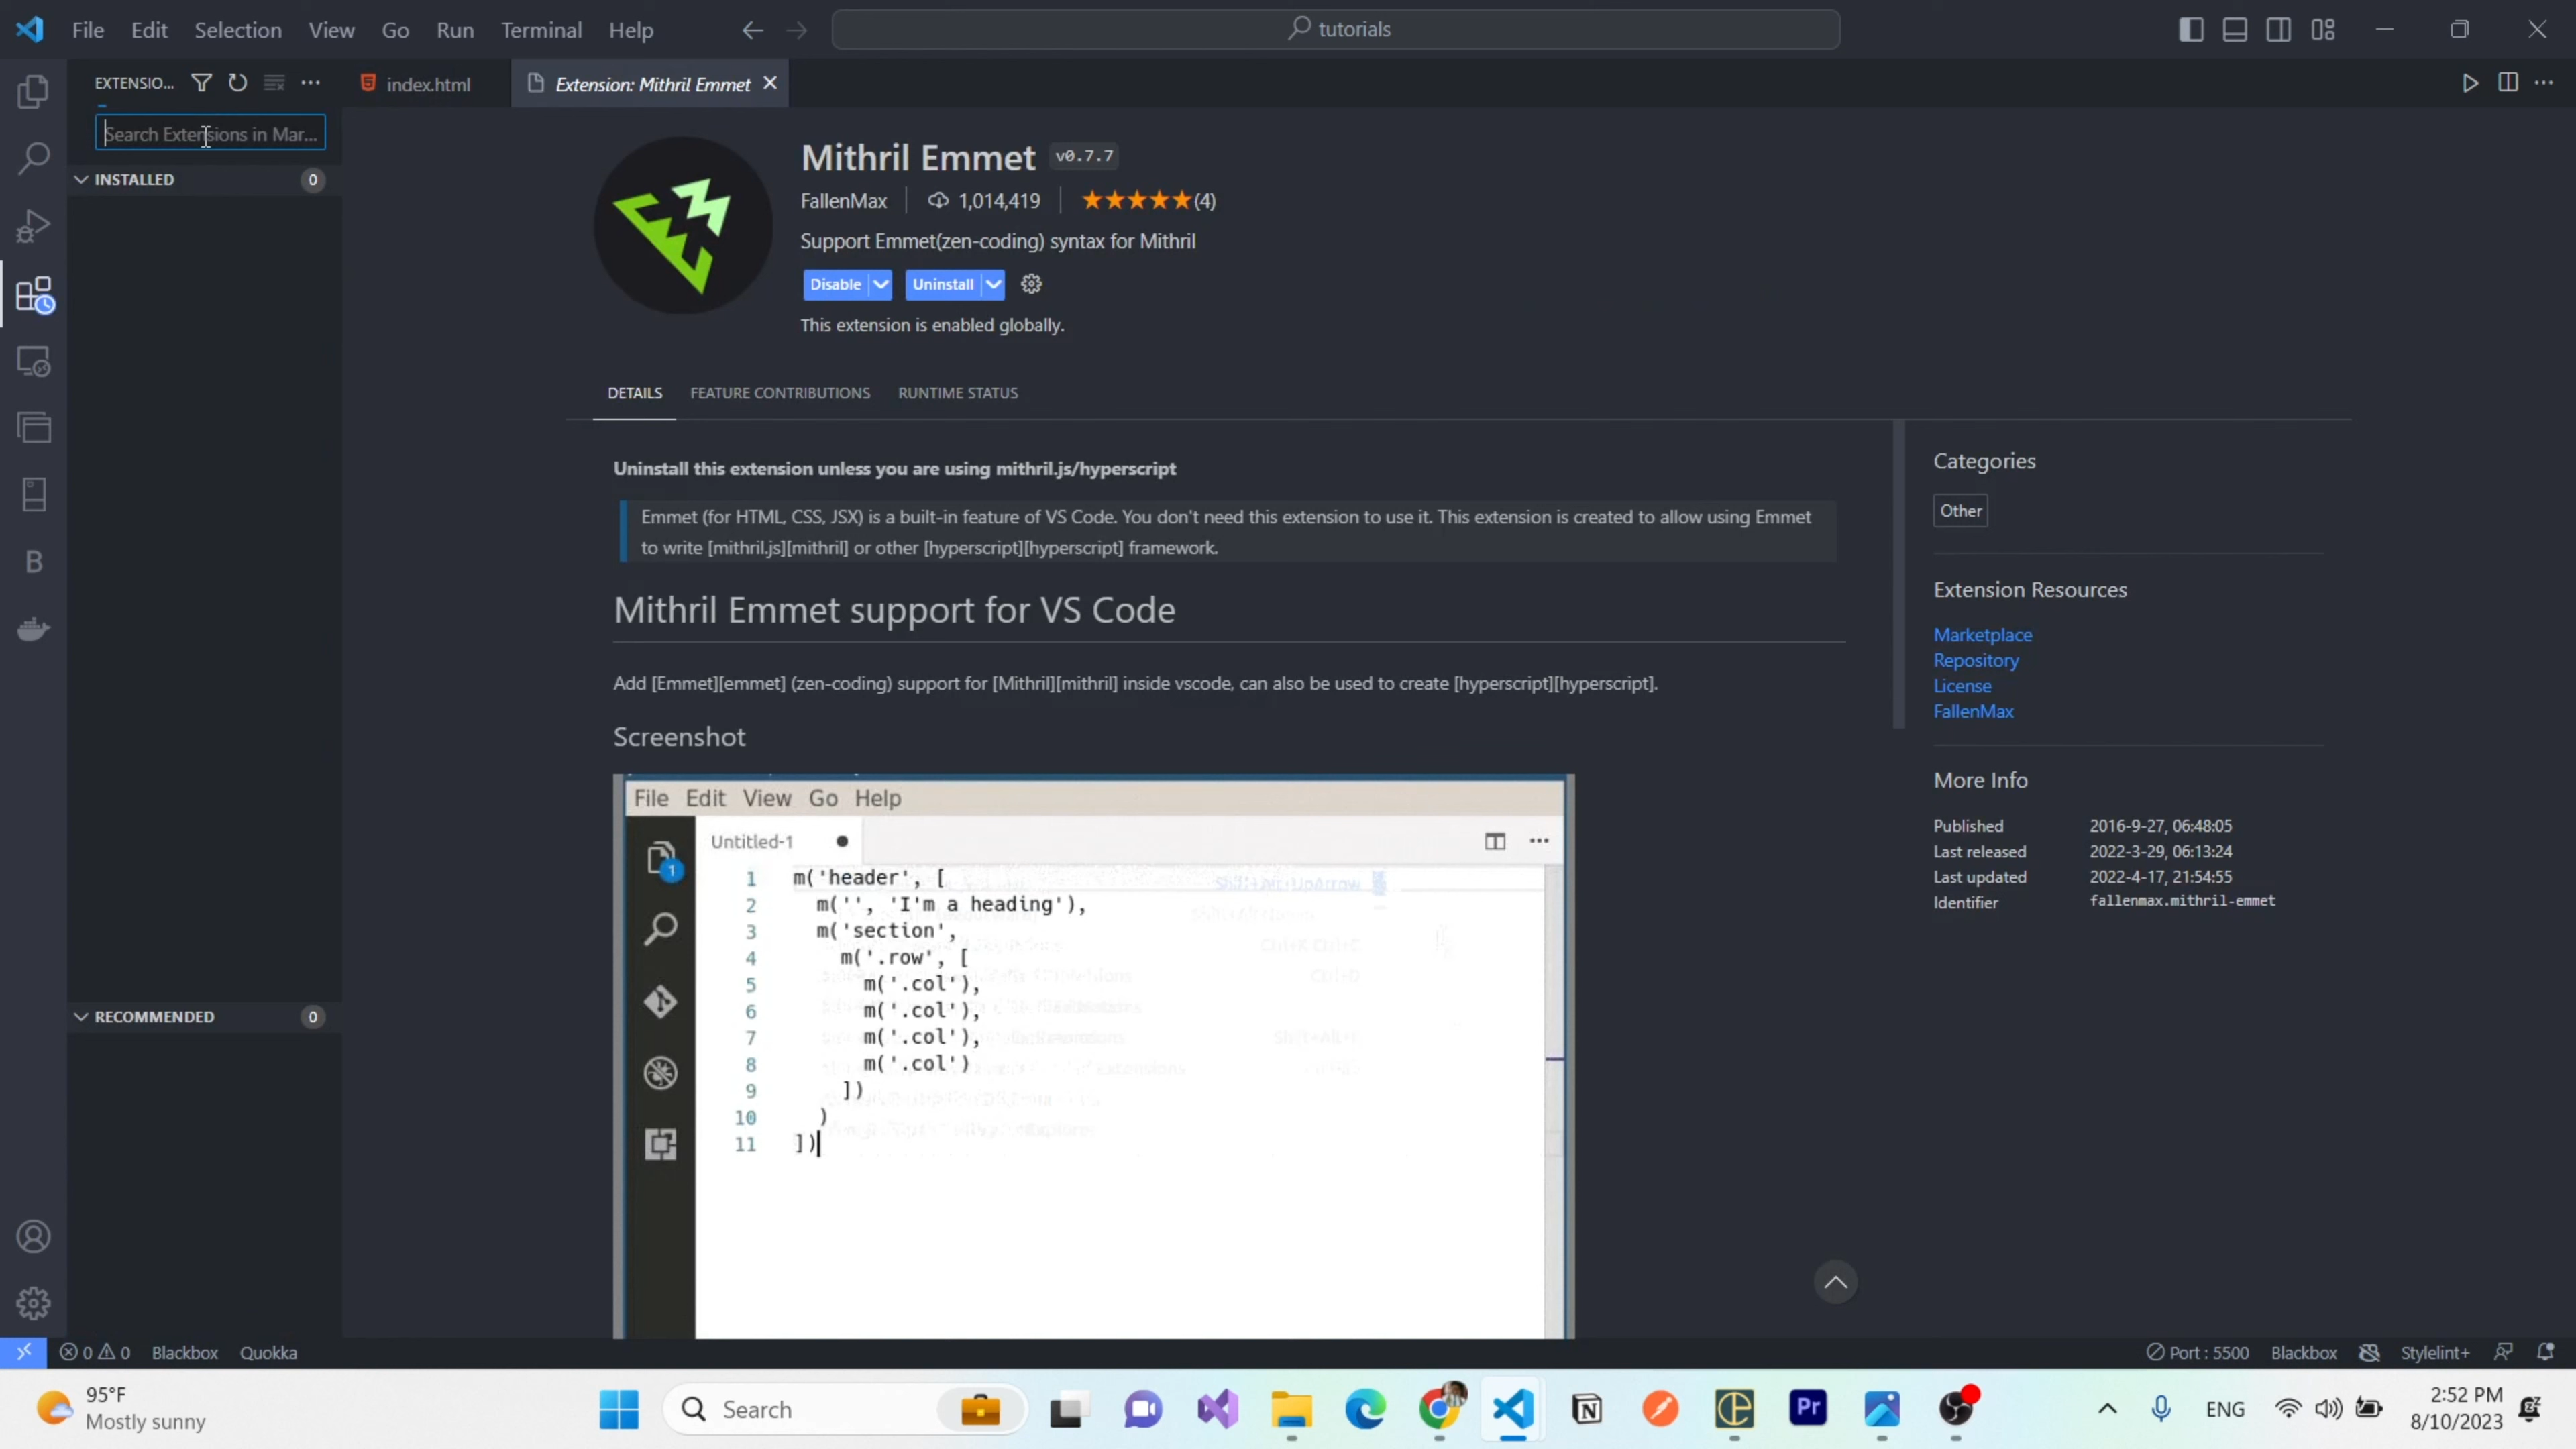 File Edit Selection View Go Run Terminal Help
tutorials
EXTENSIO...
index.html
Extension: Mithril Emmet
Search Extensions in Mar...
INSTALLED 0
RECOMMENDED 0
Mithril Emmet v0.7.7
FallenMax 1,014,419 ★★★★★(4)
Support Emmet(zen-coding) syntax for Mithril
Disable Uninstall
This extension is enabled globally.
DETAILS FEATURE CONTRIBUTIONS RUNTIME STATUS
Uninstall this extension unless you are using mithril.js/hyperscript
Emmet (for HTML, CSS, JSX) is a built-in feature of VS Code. You don't need this extension to use it. This extension is created to allow using Emmet
to write [mithril.js][mithril] or other [hyperscript][hyperscript] framework.
Mithril Emmet support for VS Code
Add [Emmet][emmet] (zen-coding) support for [Mithril][mithril] inside vscode, can also be used to create [hyperscript][hyperscript].
Screenshot
File Edit View Go Help
Untitled-1
1
1 m('header', [
2 m('', 'I'm a heading'),
3 m('section',
4 m('.row', [
5 m('.col'),
6 m('.col'),
7 m('.col'),
8 m('.col')
9 ])
10 )
11 ])
Categories
Other
Extension Resources
Marketplace
Repository
License
FallenMax
More Info
Published 2016-9-27, 06:48:05
Last released 2022-3-29, 06:13:24
Last updated 2022-4-17, 21:54:55
Identifier fallenmax.mithril-emmet
B
0 0 Blackbox Quokka
Port : 5500 Blackbox Stylelint+
95°F
Mostly sunny
Search
Pr
ENG
2:52 PM
8/10/2023